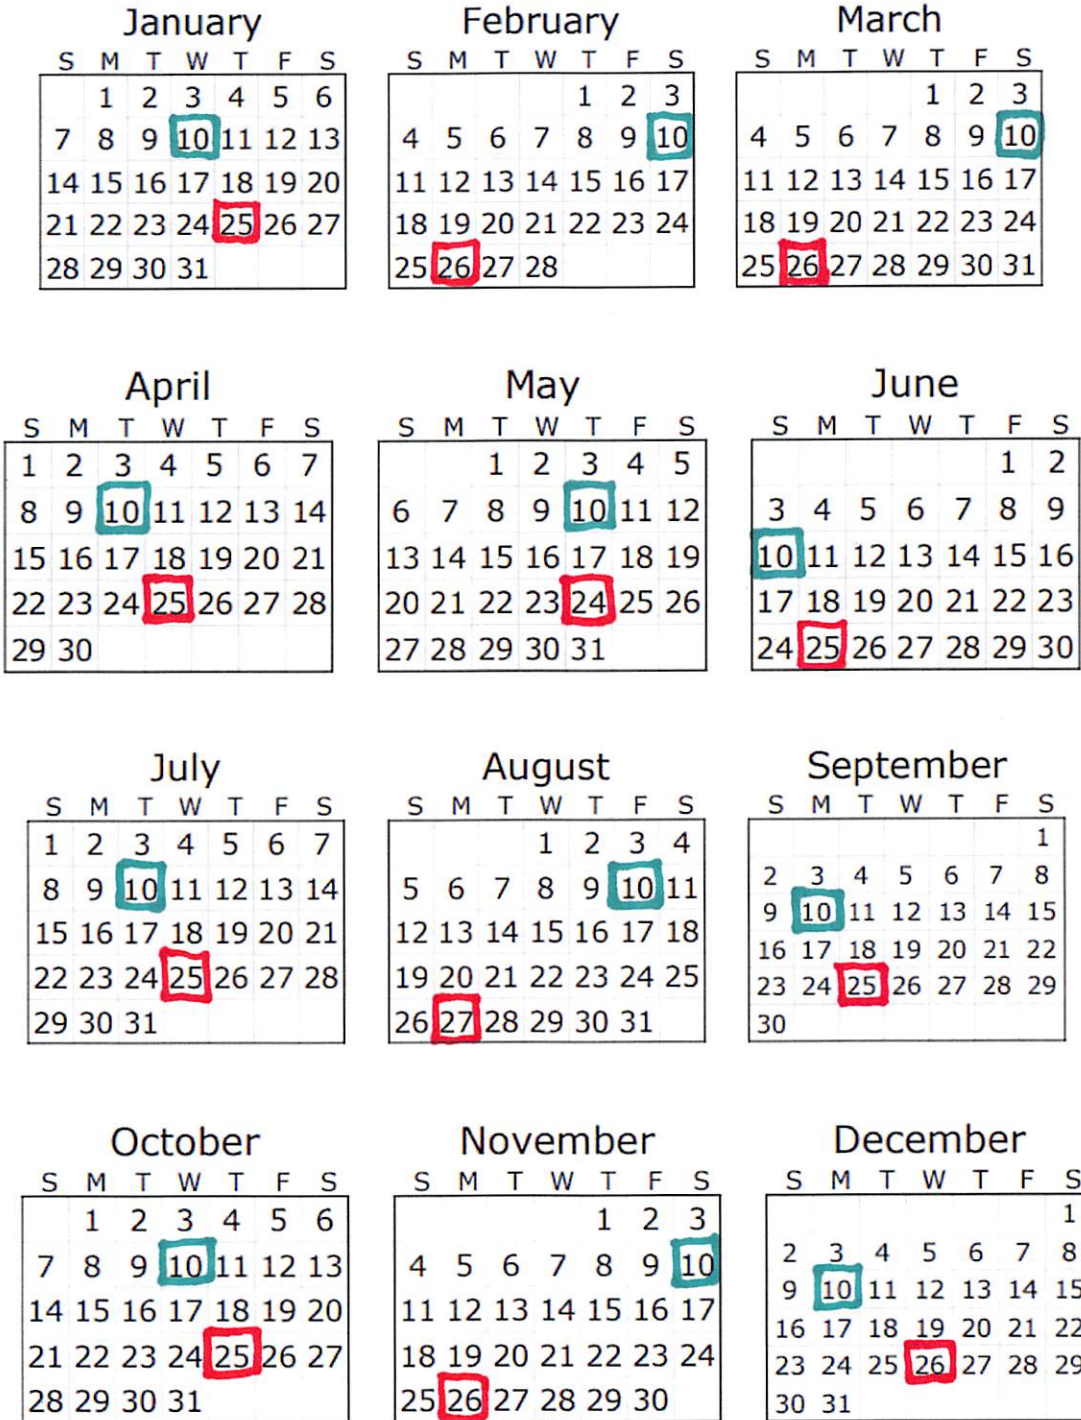 January
S M T W T F S
1 2 3 4 5 6
7 8 9 10 11 12 13
14 15 16 17 18 19 20
21 22 23 24 25 26 27
28 29 30 31
February
S M T W T F S
1 2 3
4 5 6 7 8 9 10
11 12 13 14 15 16 17
18 19 20 21 22 23 24
25 26 27 28
March
S M T W T F S
1 2 3
4 5 6 7 8 9 10
11 12 13 14 15 16 17
18 19 20 21 22 23 24
25 26 27 28 29 30 31
April
S M T W T F S
1 2 3 4 5 6 7
8 9 10 11 12 13 14
15 16 17 18 19 20 21
22 23 24 25 26 27 28
29 30
May
S M T W T F S
1 2 3 4 5
6 7 8 9 10 11 12
13 14 15 16 17 18 19
20 21 22 23 24 25 26
27 28 29 30 31
June
S M T W T F S
1 2
3 4 5 6 7 8 9
10 11 12 13 14 15 16
17 18 19 20 21 22 23
24 25 26 27 28 29 30
July
S M T W T F S
1 2 3 4 5 6 7
8 9 10 11 12 13 14
15 16 17 18 19 20 21
22 23 24 25 26 27 28
29 30 31
August
S M T W T F S
1 2 3 4
5 6 7 8 9 10 11
12 13 14 15 16 17 18
19 20 21 22 23 24 25
26 27 28 29 30 31
September
S M T W T F S
1
2 3 4 5 6 7 8
9 10 11 12 13 14 15
16 17 18 19 20 21 22
23 24 25 26 27 28 29
30
October
S M T W T F S
1 2 3 4 5 6
7 8 9 10 11 12 13
14 15 16 17 18 19 20
21 22 23 24 25 26 27
28 29 30 31
November
S M T W T F S
1 2 3
4 5 6 7 8 9 10
11 12 13 14 15 16 17
18 19 20 21 22 23 24
25 26 27 28 29 30
December
S M T W T F S
1
2 3 4 5 6 7 8
9 10 11 12 13 14 15
16 17 18 19 20 21 22
23 24 25 26 27 28 29
30 31